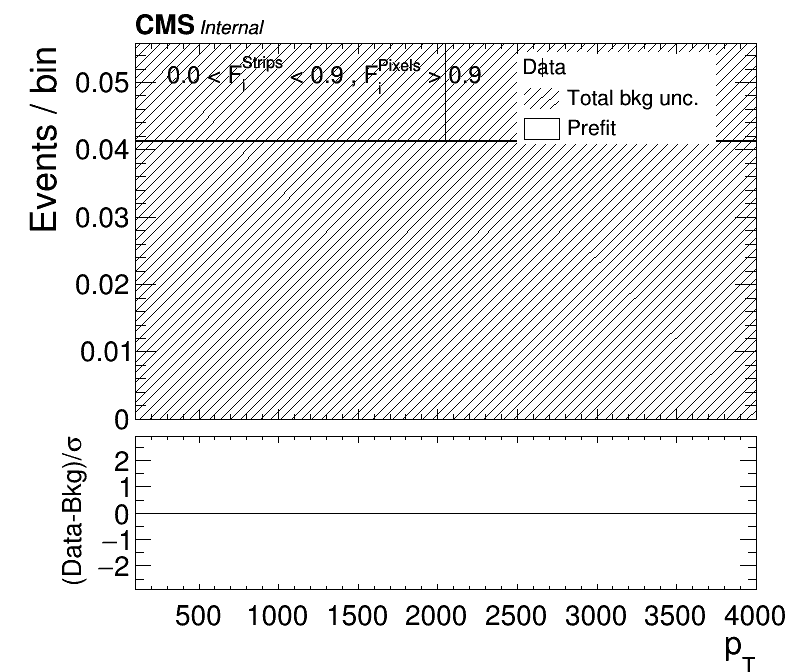 CMS Internal
Events / bin
0.0 < F_i^Strips < 0.9 , F_i^Pixels > 0.9
Data
Total bkg unc.
Prefit
0.05
0.04
0.03
0.02
0.01
0
(Data-Bkg)/σ
2
1
0
−1
−2
500 1000 1500 2000 2500 3000 3500 4000
p_T